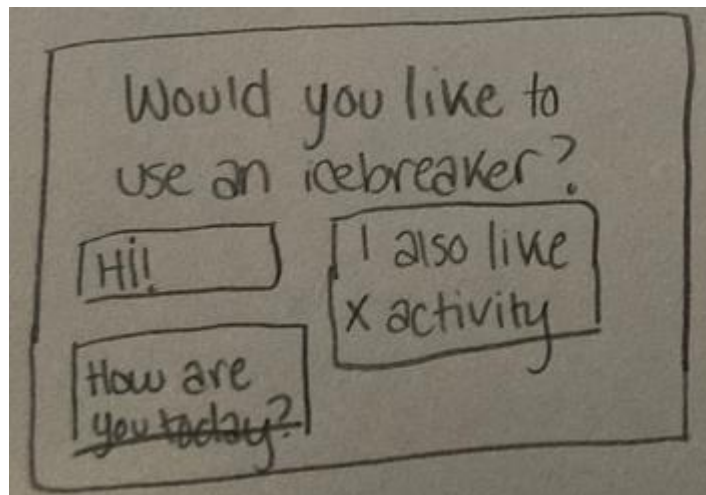 Would you like to
use an icebreaker?
Hi!
I also like
x activity
How are
you today?